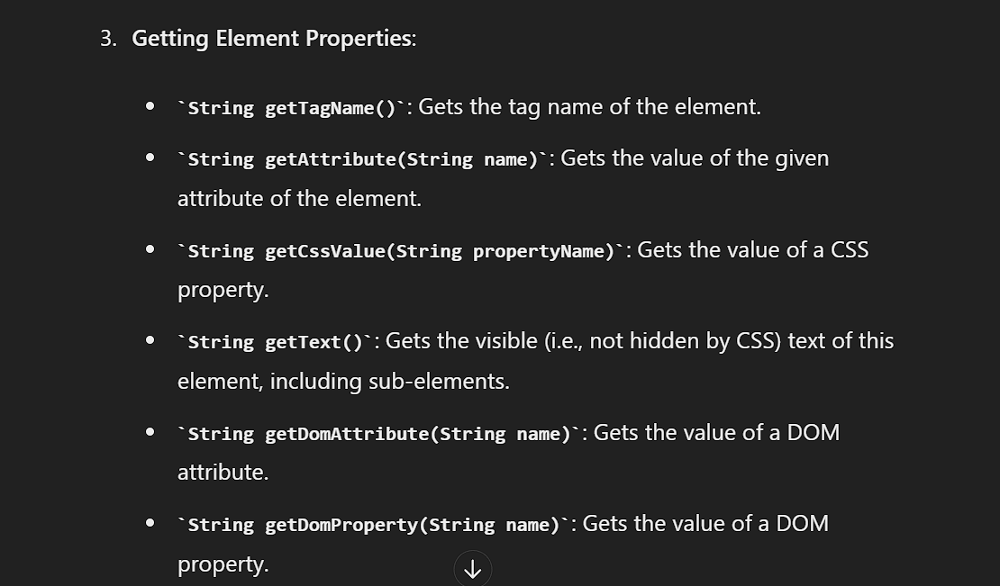 3. Getting Element Properties:
• `String getTagName()`: Gets the tag name of the element.
• `String getAttribute(String name)`: Gets the value of the given
attribute of the element.
• `String getCssValue(String propertyName)`: Gets the value of a CSS
property.
• `String getText()`: Gets the visible (i.e., not hidden by CSS) text of this
element, including sub-elements.
• `String getDomAttribute(String name)`: Gets the value of a DOM
attribute.
• `String getDomProperty(String name)`: Gets the value of a DOM
property.